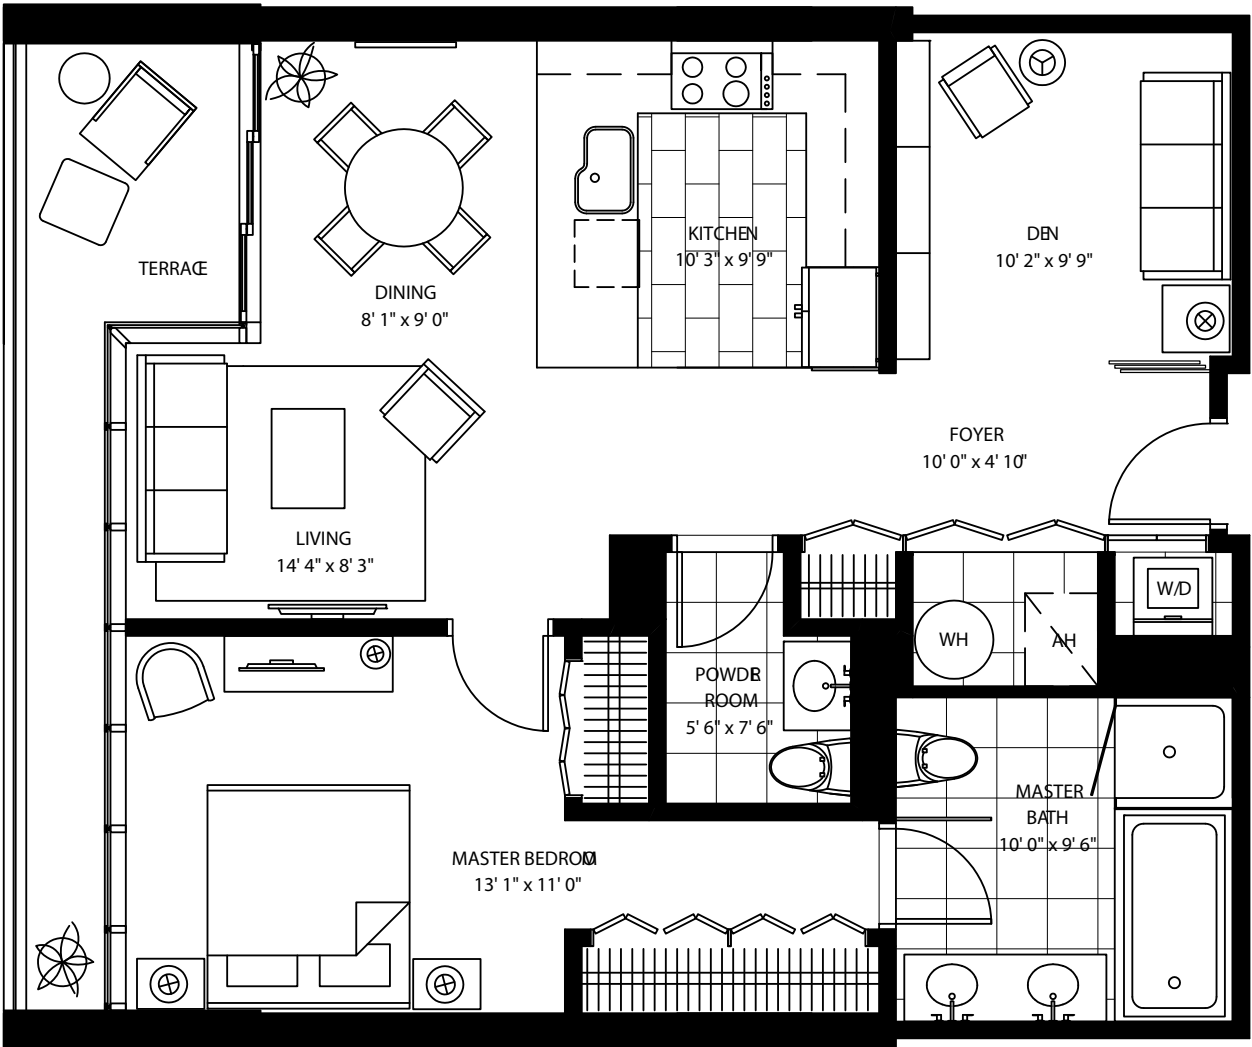 TERRACE
DINING
8' 1" x 9' 0"
KITCHEN
10' 3" x 9' 9"
DEN
10' 2" x 9' 9"
FOYER
10' 0" x 4' 10"
LIVING
14' 4" x 8' 3"
W/D
WH
AH
POWDR
ROOM
5' 6" x 7' 6"
MASTER
BATH
10' 0" x 9' 6"
MASTER BEDROOM
13' 1" x 11' 0"